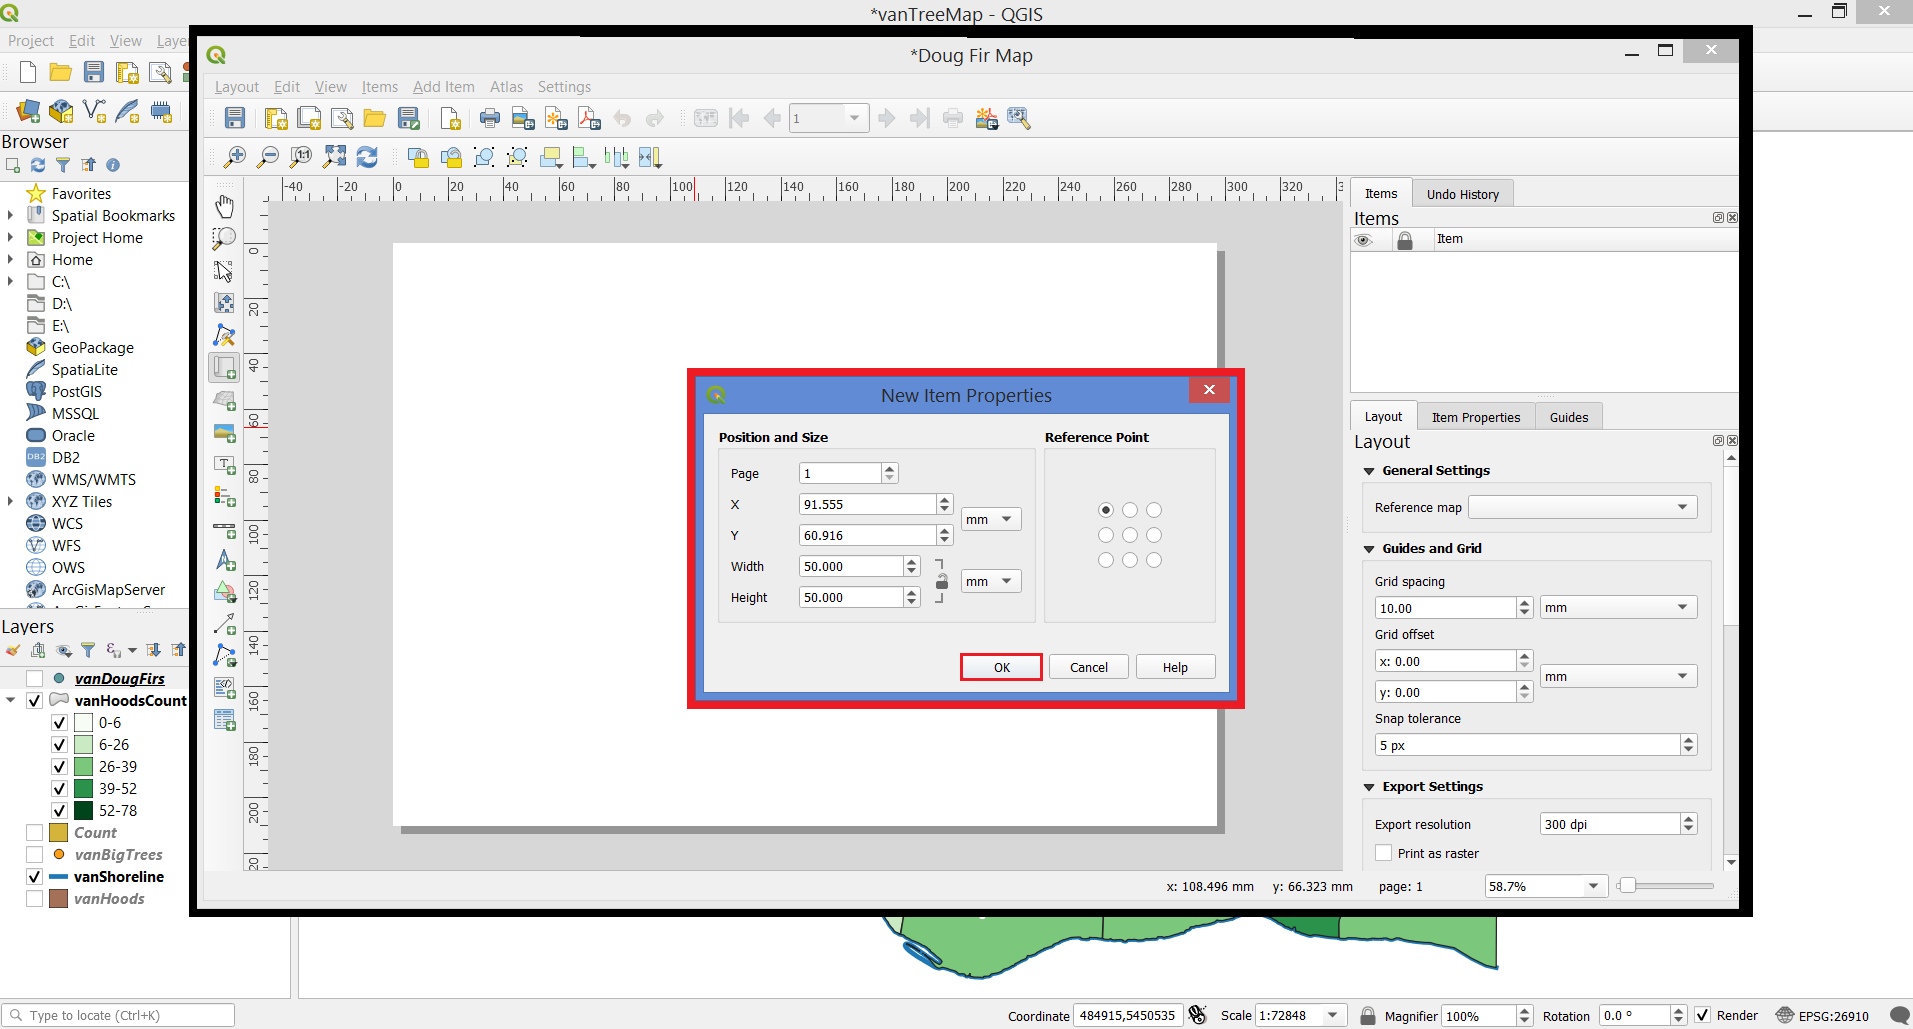 *vanTreeMap - QGIS
Project Edit View Laye
*Doug Fir Map
Layout Edit View Items Add Item Atlas Settings
1
Browser
Favorites
Spatial Bookmarks
Project Home
Home
C:\
D:\
E:\
GeoPackage
SpatiaLite
PostGIS
MSSQL
Oracle
DB2
WMS/WMTS
XYZ Tiles
WCS
WFS
OWS
ArcGisMapServer
Layers
vanDougFirs
vanHoodsCount
0-6
6-26
26-39
39-52
52-78
Count
vanBigTrees
vanShoreline
vanHoods
-40 -20 0 20 40 60 80 100 120 140 160 180 200 220 240 260 280 300 320
0
20
40
60
80
100
120
140
160
180
200
220
New Item Properties
Position and Size
Page 1
X 91.555
mm
Y 60.916
Width 50.000
mm
Height 50.000
Reference Point
OK Cancel Help
Items Undo History
Items
Item
Layout Item Properties Guides
Layout
General Settings
Reference map
Guides and Grid
Grid spacing
10.00 mm
Grid offset
x: 0.00
mm
y: 0.00
Snap tolerance
5 px
Export Settings
Export resolution 300 dpi
Print as raster
x: 108.496 mm y: 66.323 mm page: 1 58.7%
Type to locate (Ctrl+K)
Coordinate 484915,5450535 Scale 1:72848 Magnifier 100% Rotation 0.0 ° Render EPSG:26910